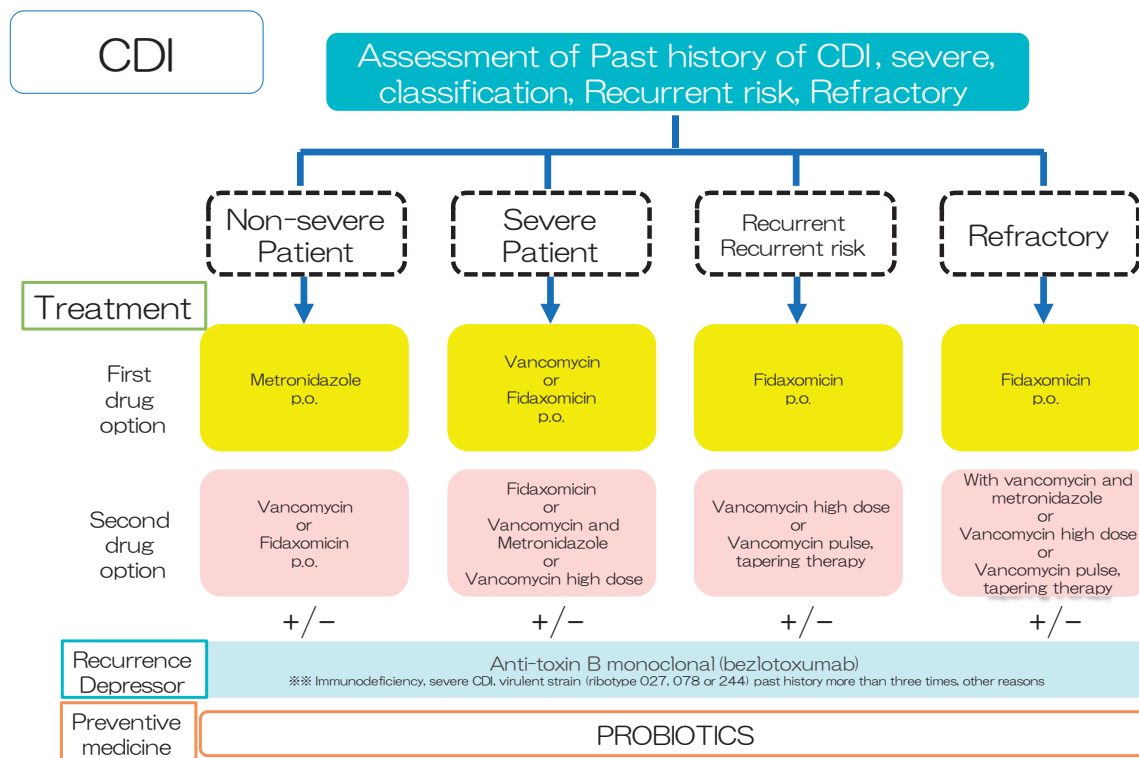 CDI
Assessment of Past history of CDI, severe,
classification, Recurrent risk, Refractory
Non-severe
Patient
Severe
Patient
Recurrent
Recurrent risk
Refractory
Treatment
First
drug
option
Metronidazole
p.o.
Vancomycin
or
Fidaxomicin
p.o.
Fidaxomicin
p.o.
Fidaxomicin
p.o.
Second
drug
option
Vancomycin
or
Fidaxomicin
p.o.
Fidaxomicin
or
Vancomycin and
Metronidazole
or
Vancomycin high dose
Vancomycin high dose
or
Vancomycin pulse,
tapering therapy
With vancomycin and
metronidazole
or
Vancomycin high dose
or
Vancomycin pulse,
tapering therapy
+/−
+/−
+/−
+/−
Recurrence
Depressor
Anti-toxin B monoclonal (bezlotoxumab)
※※ Immunodeficiency, severe CDI, virulent strain (ribotype 027, 078 or 244) past history more than three times, other reasons
Preventive
medicine
PROBIOTICS